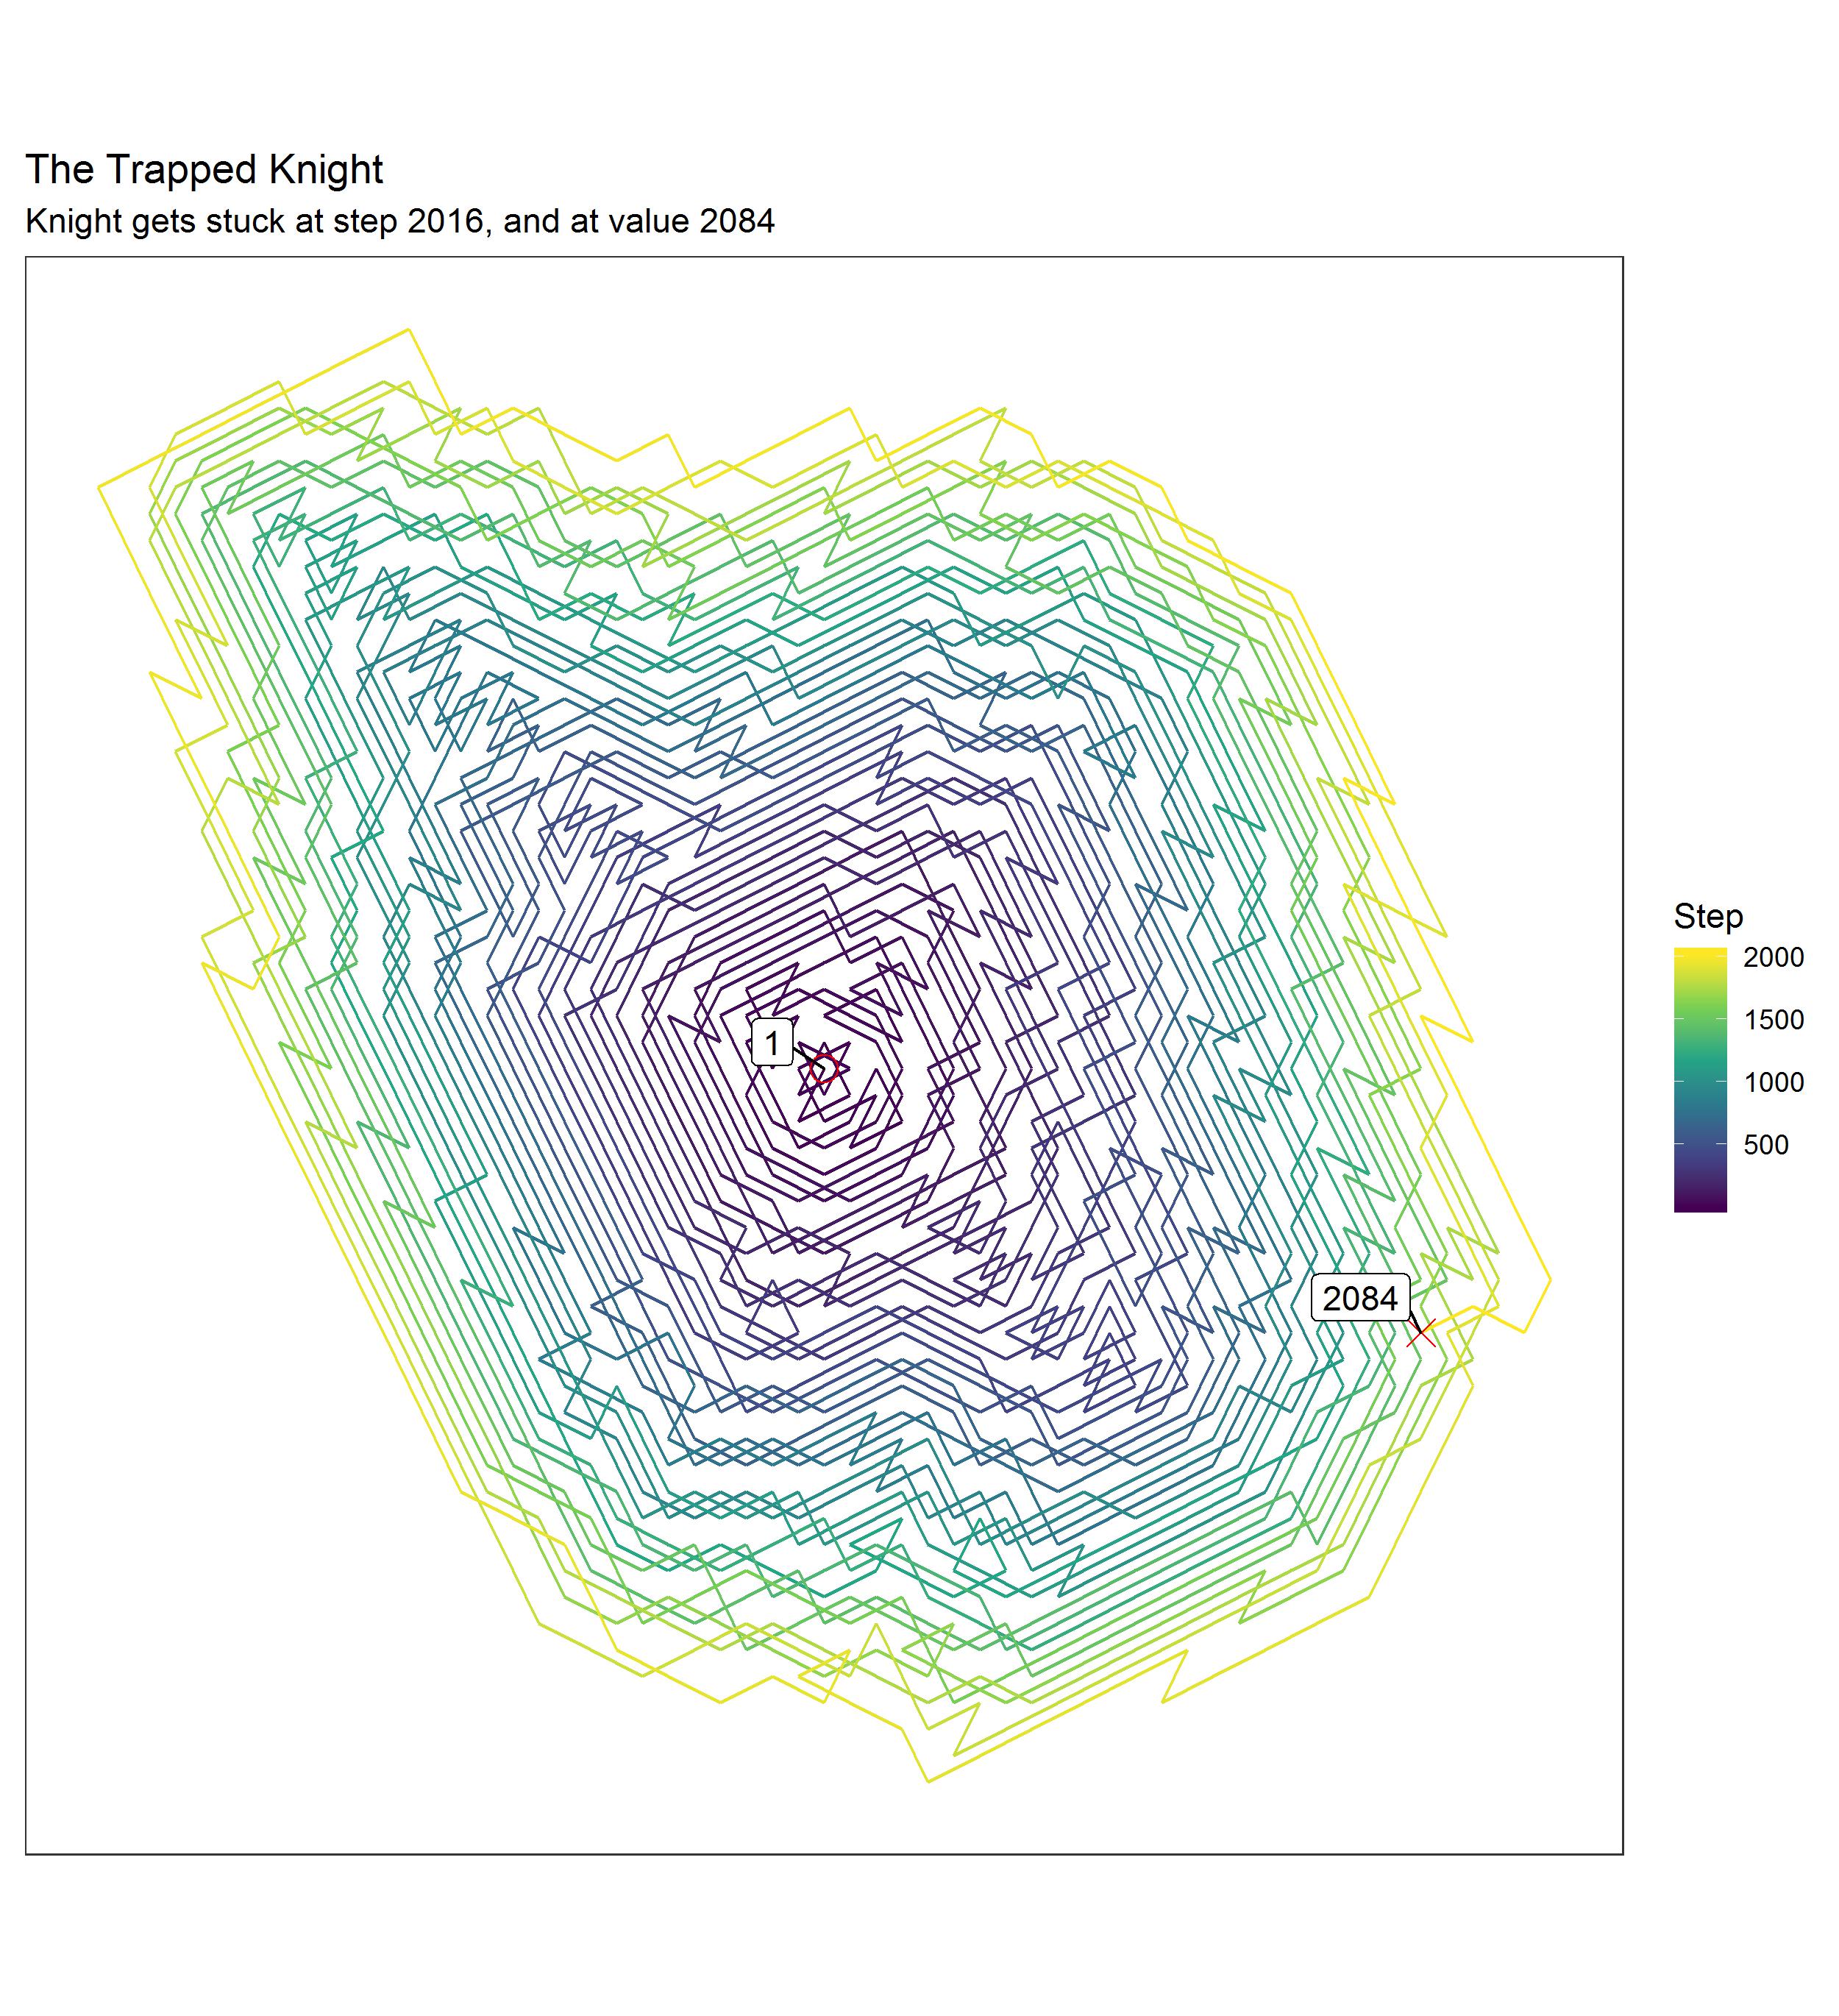 The Trapped Knight
Knight gets stuck at step 2016, and at value 2084
1
2084
Step
2000
1500
1000
500